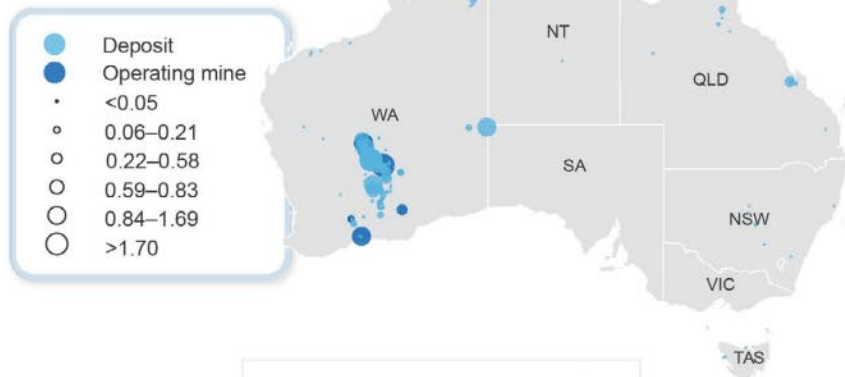 Deposit
Operating mine
<0.05
0.06–0.21
0.22–0.58
0.59–0.83
0.84–1.69
>1.70
NT
QLD
WA
SA
NSW
VIC
TAS